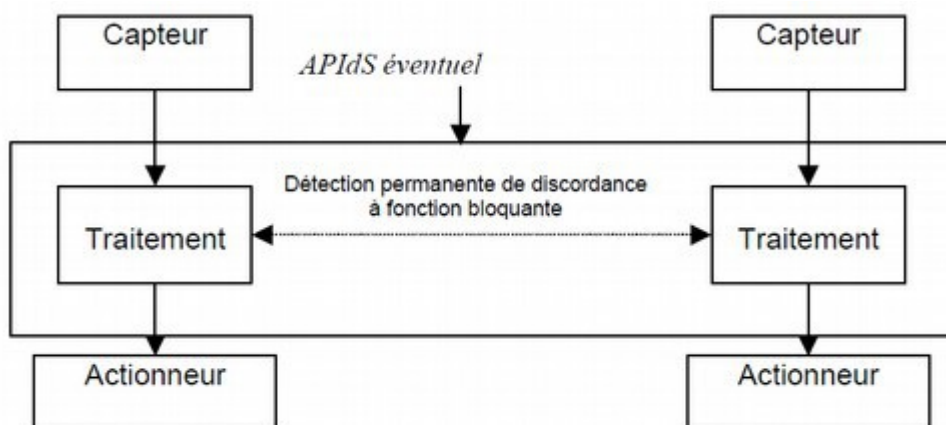 Capteur
Capteur
APIdS éventuel
Détection permanente de discordance
à fonction bloquante
Traitement
Traitement
Actionneur
Actionneur